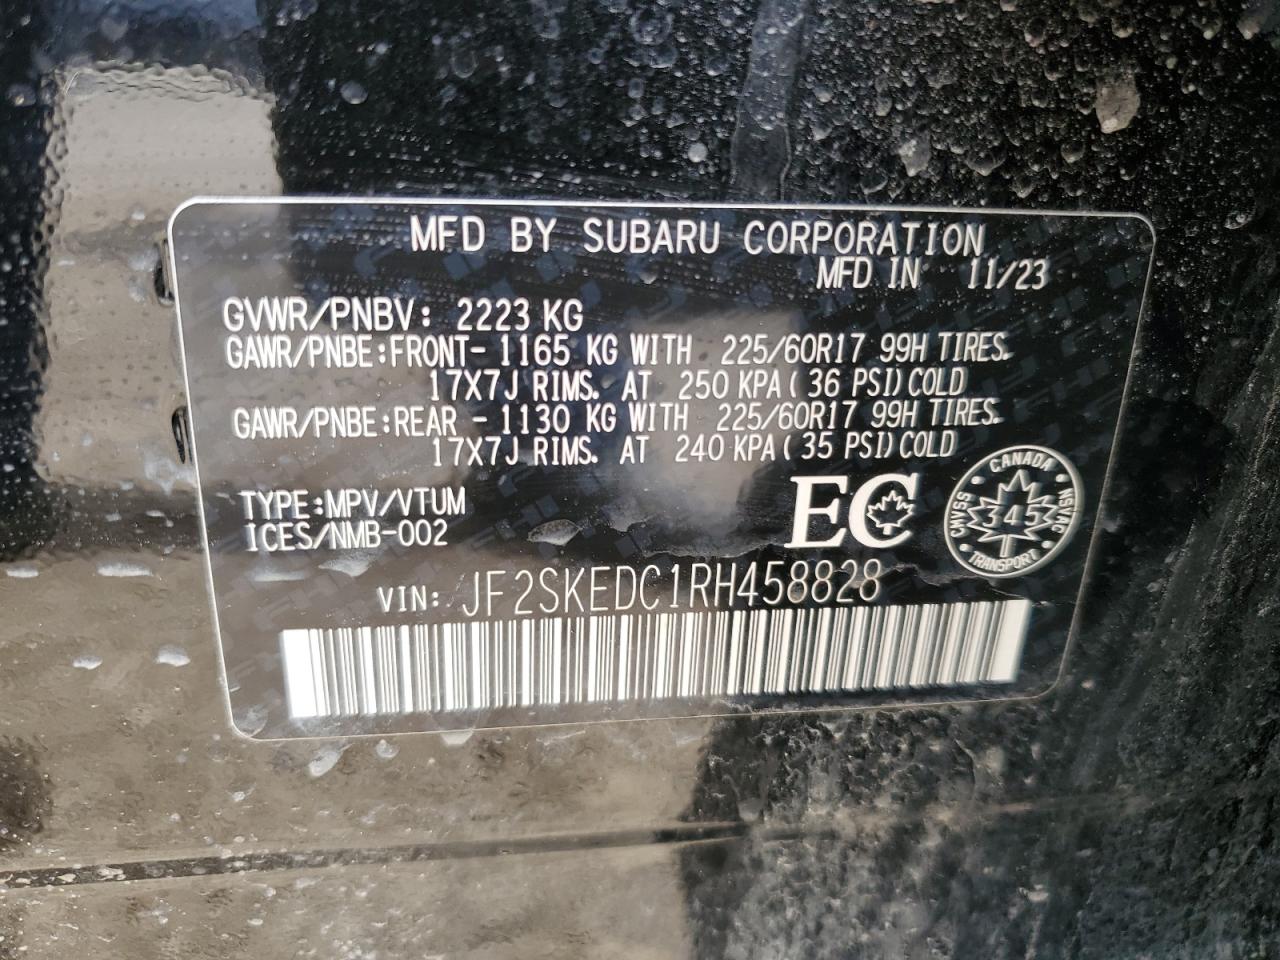 MFD BY SUBARU CORPORATION
MFD IN 11/23
GVWR/PNBV: 2223 KG
GAWR/PNBE:FRONT- 1165 KG WITH 225/60R17 99H TIRES.
17X7J RIMS. AT 250 KPA( 36 PSI)COLD
GAWR/PNBE:REAR - 1130 KG WITH 225/60R17 99H TIRES.
17X7J RIMS. AT 240 KPA(35 PSI)COLD
TYPE:MPV/VTUM
ICES/NMB-002
EC
CANADA
CMVSS
345
NSVAC
TRANSPORT
VIN: JF2SKEDC1RH458828